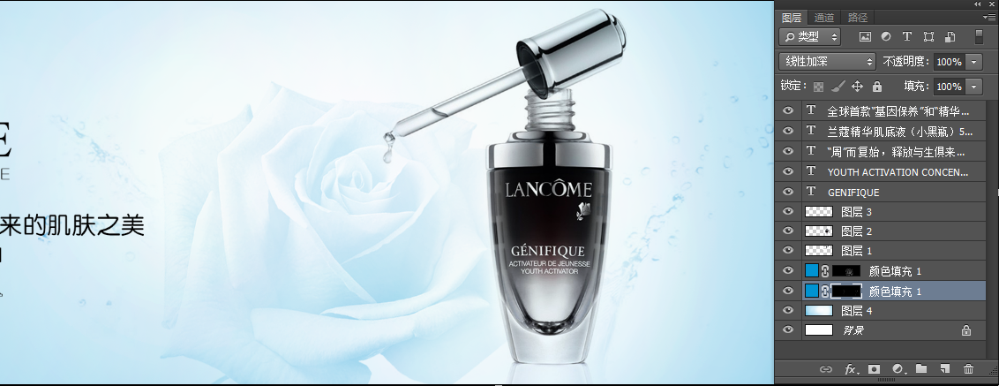 E
E
来的肌肤之美
LANCÔME
GÉNIFIQUE
ACTIVATEUR DE JEUNESSE
YOUTH ACTIVATOR
图层 通道 路径
类型
线性加深 不透明度: 100%
锁定: 填充: 100%
T 全球首款"基因保养"和"精华...
T 兰蔻精华肌底液（小黑瓶）5...
T "周"而复始，释放与生俱来...
T YOUTH ACTIVATION CONCEN...
T GENIFIQUE
图层 3
图层 2
图层 1
颜色填充 1
颜色填充 1
图层 4
背景
fx